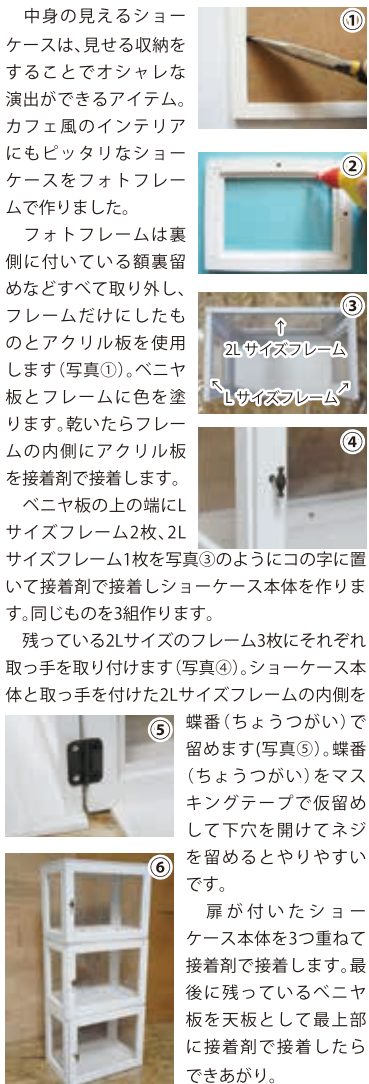 中身の見えるショー
ケースは、見せる収納を
することでオシャレな
演出ができるアイテム。
カフェ風のインテリア
にもピッタリなショー
ケースをフォトフレー
ムで作りました。
フォトフレームは裏
側に付いている額裏留
めなどすべて取り外し、
フレームだけにしたも
のとアクリル板を使用
します（写真①）。ベニヤ
板とフレームに色を塗
ります。乾いたらフレー
ムの内側にアクリル板
を接着剤で接着します。
ベニヤ板の上の端にL
サイズフレーム2枚、2L
サイズフレーム1枚を写真③のようにコの字に置
いて接着剤で接着しショーケース本体を作りま
す。同じものを3組作ります。
残っている2Lサイズのフレーム3枚にそれぞれ
取っ手を取り付けます（写真④）。ショーケース本
体と取っ手を付けた2Lサイズフレームの内側を
蝶番（ちょうつがい）で
留めます(写真⑤)。蝶番
（ちょうつがい）をマス
キングテープで仮留め
して下穴を開けてネジ
を留めるとやりやすい
です。
扉が付いたショー
ケース本体を3つ重ねて
接着剤で接着します。最
後に残っているベニヤ
板を天板として最上部
に接着剤で接着したら
できあがり。
①
②
③
↑
2Lサイズフレーム
↖Lサイズフレーム↗
④
⑤
⑥